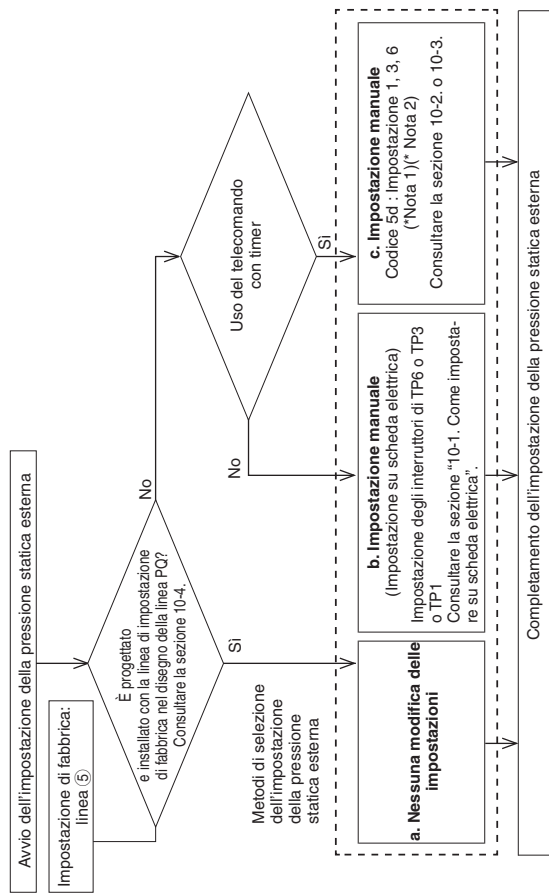 Avvio dell'impostazione della pressione statica esterna
Impostazione di fabbrica:
linea ⑤
È progettato
e installato con la linea di impostazione
di fabbrica nel disegno della linea PQ?
Consultare la sezione 10-4.
No
Sì
Uso del telecomando
con timer
No
Sì
Metodi di selezione
dell'impostazione
della pressione
statica esterna
a. Nessuna modifica delle
impostazioni
b. Impostazione manuale
(Impostazione su scheda elettrica)
Impostazione degli interruttori di TP6 o TP3
o TP1
Consultare la sezione "10-1. Come imposta-
re su scheda elettrica".
c. Impostazione manuale
Codice 5d : Impostazione 1, 3, 6
(*Nota 1)(* Nota 2)
Consultare la sezione 10-2. o 10-3.
Completamento dell'impostazione della pressione statica esterna